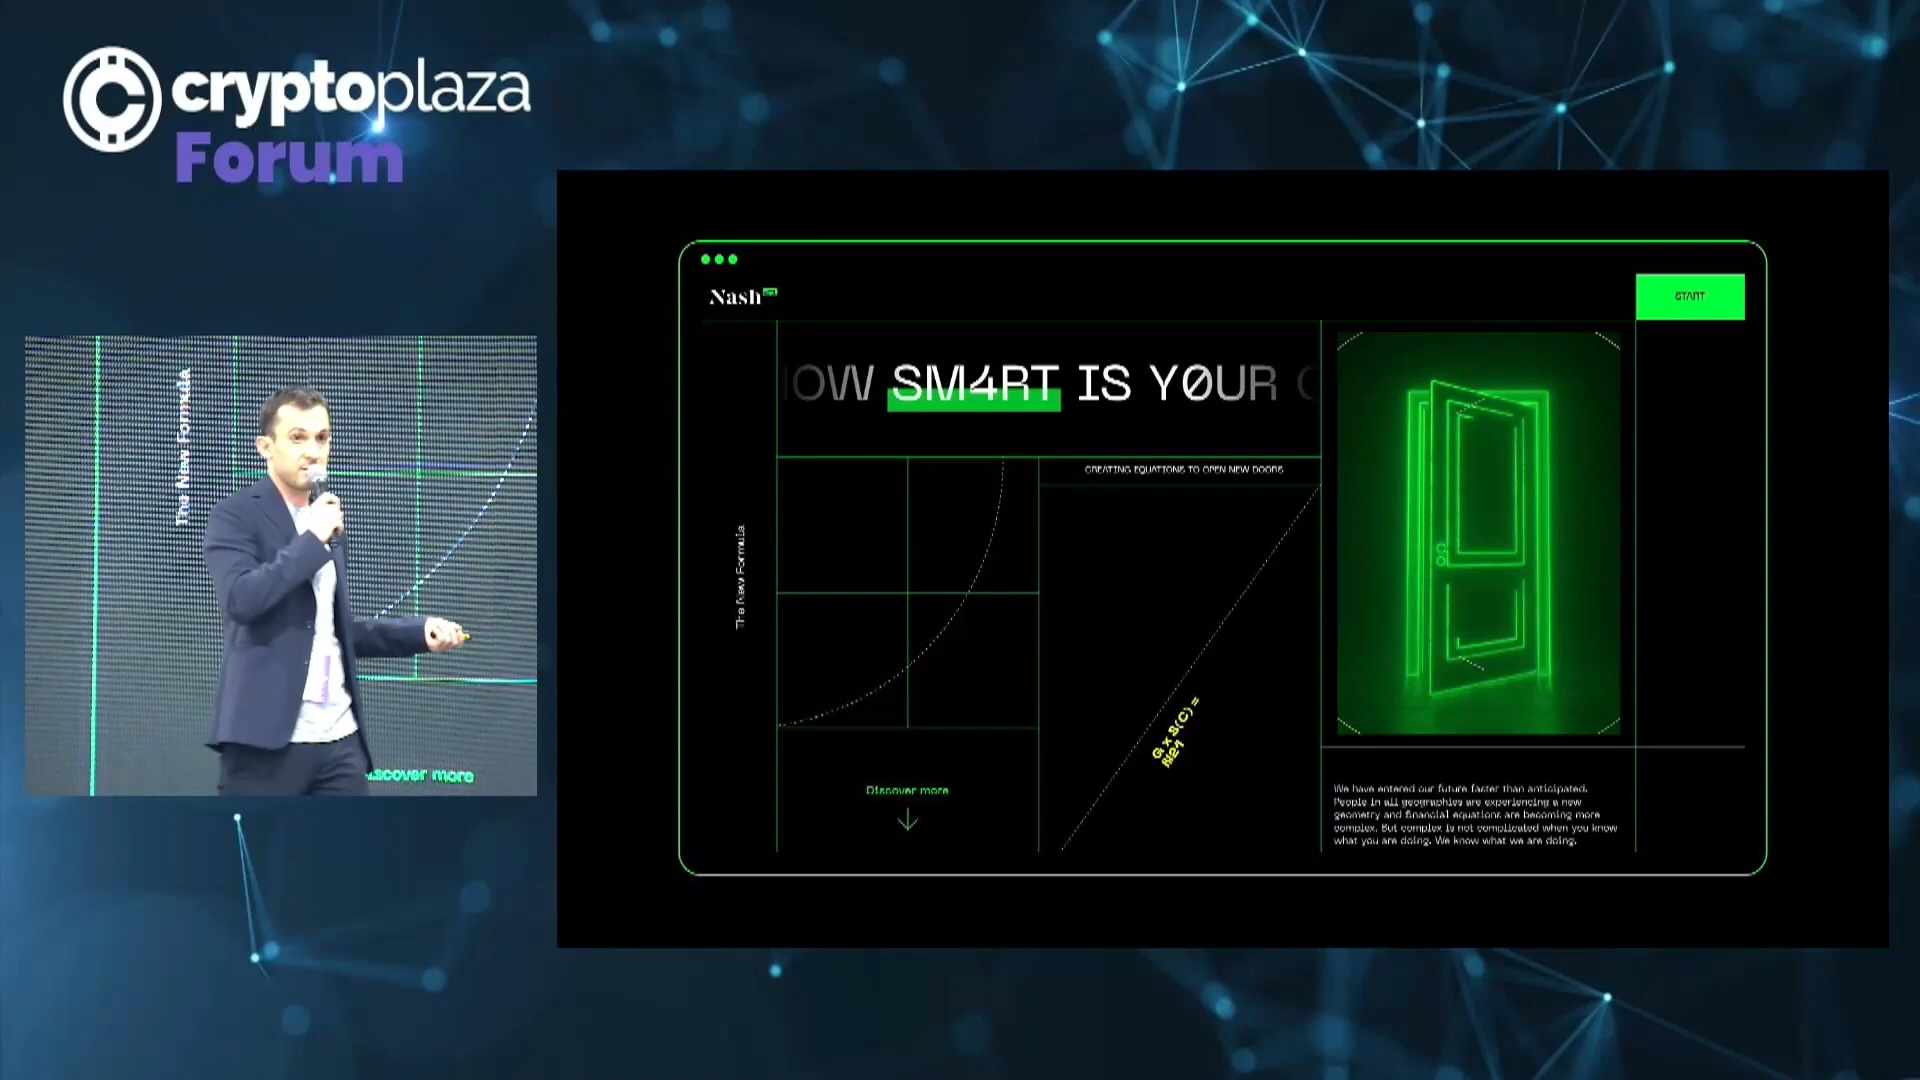 cryptoplaza
Forum
Nash
START
HOW SM4RT IS Y0UR
CREATING EQUATIONS TO OPEN NEW DOORS
The New Formula
G x S(C) =
Discover more
We have entered our future faster than anticipated.
People in all geographies are experiencing a new
geometry and financial equations are becoming more
complex. But complex is not complicated when you know
what you are doing. We know what we are doing.
The New Formula
Discover more